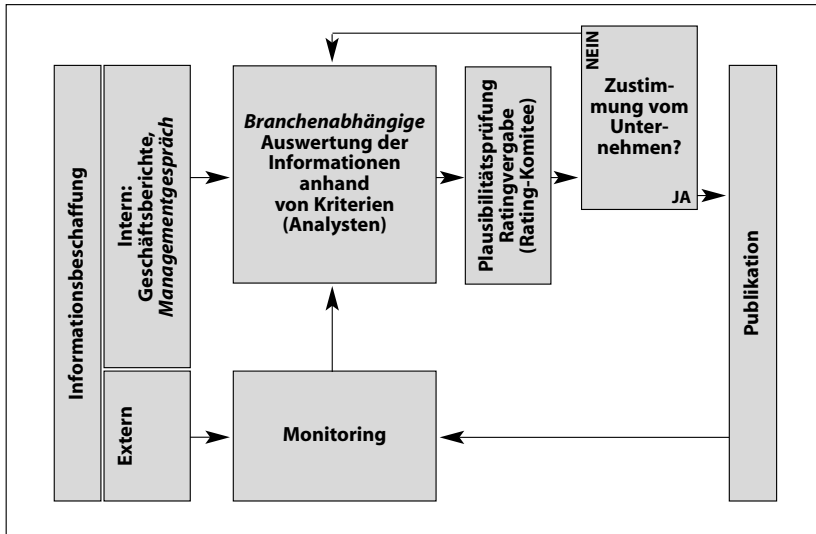 Informationsbeschaffung
Intern:
Geschäftsberichte,
Managementgespräch
Extern
Branchenabhängige
Auswertung der
Informationen
anhand
von Kriterien
(Analysten)
Monitoring
Plausibilitätsprüfung
Ratingvergabe
(Rating-Komitee)
NEIN
Zustim-
mung vom
Unter-
nehmen?
JA
Publikation